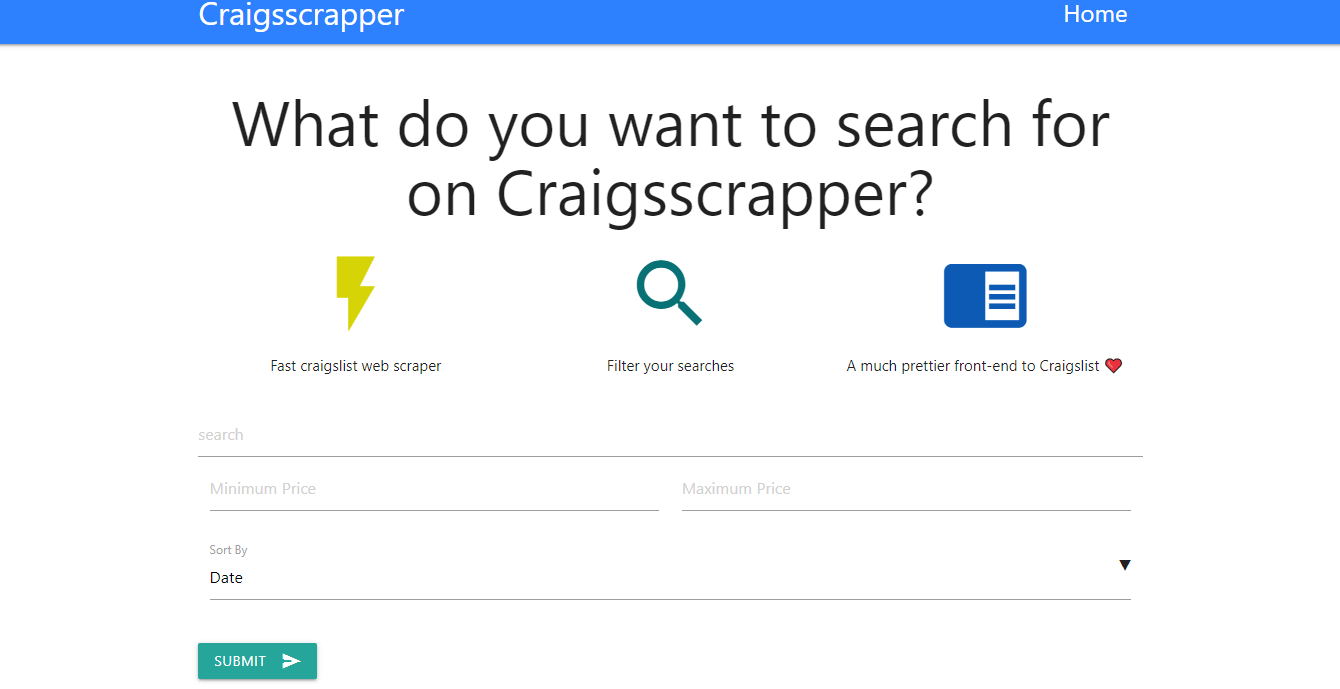 Craigsscrapper
Home
What do you want to search for
on Craigsscrapper?
Fast craigslist web scraper
Filter your searches
A much prettier front-end to Craigslist ❤️
search
Minimum Price
Maximum Price
Sort By
Date
SUBMIT